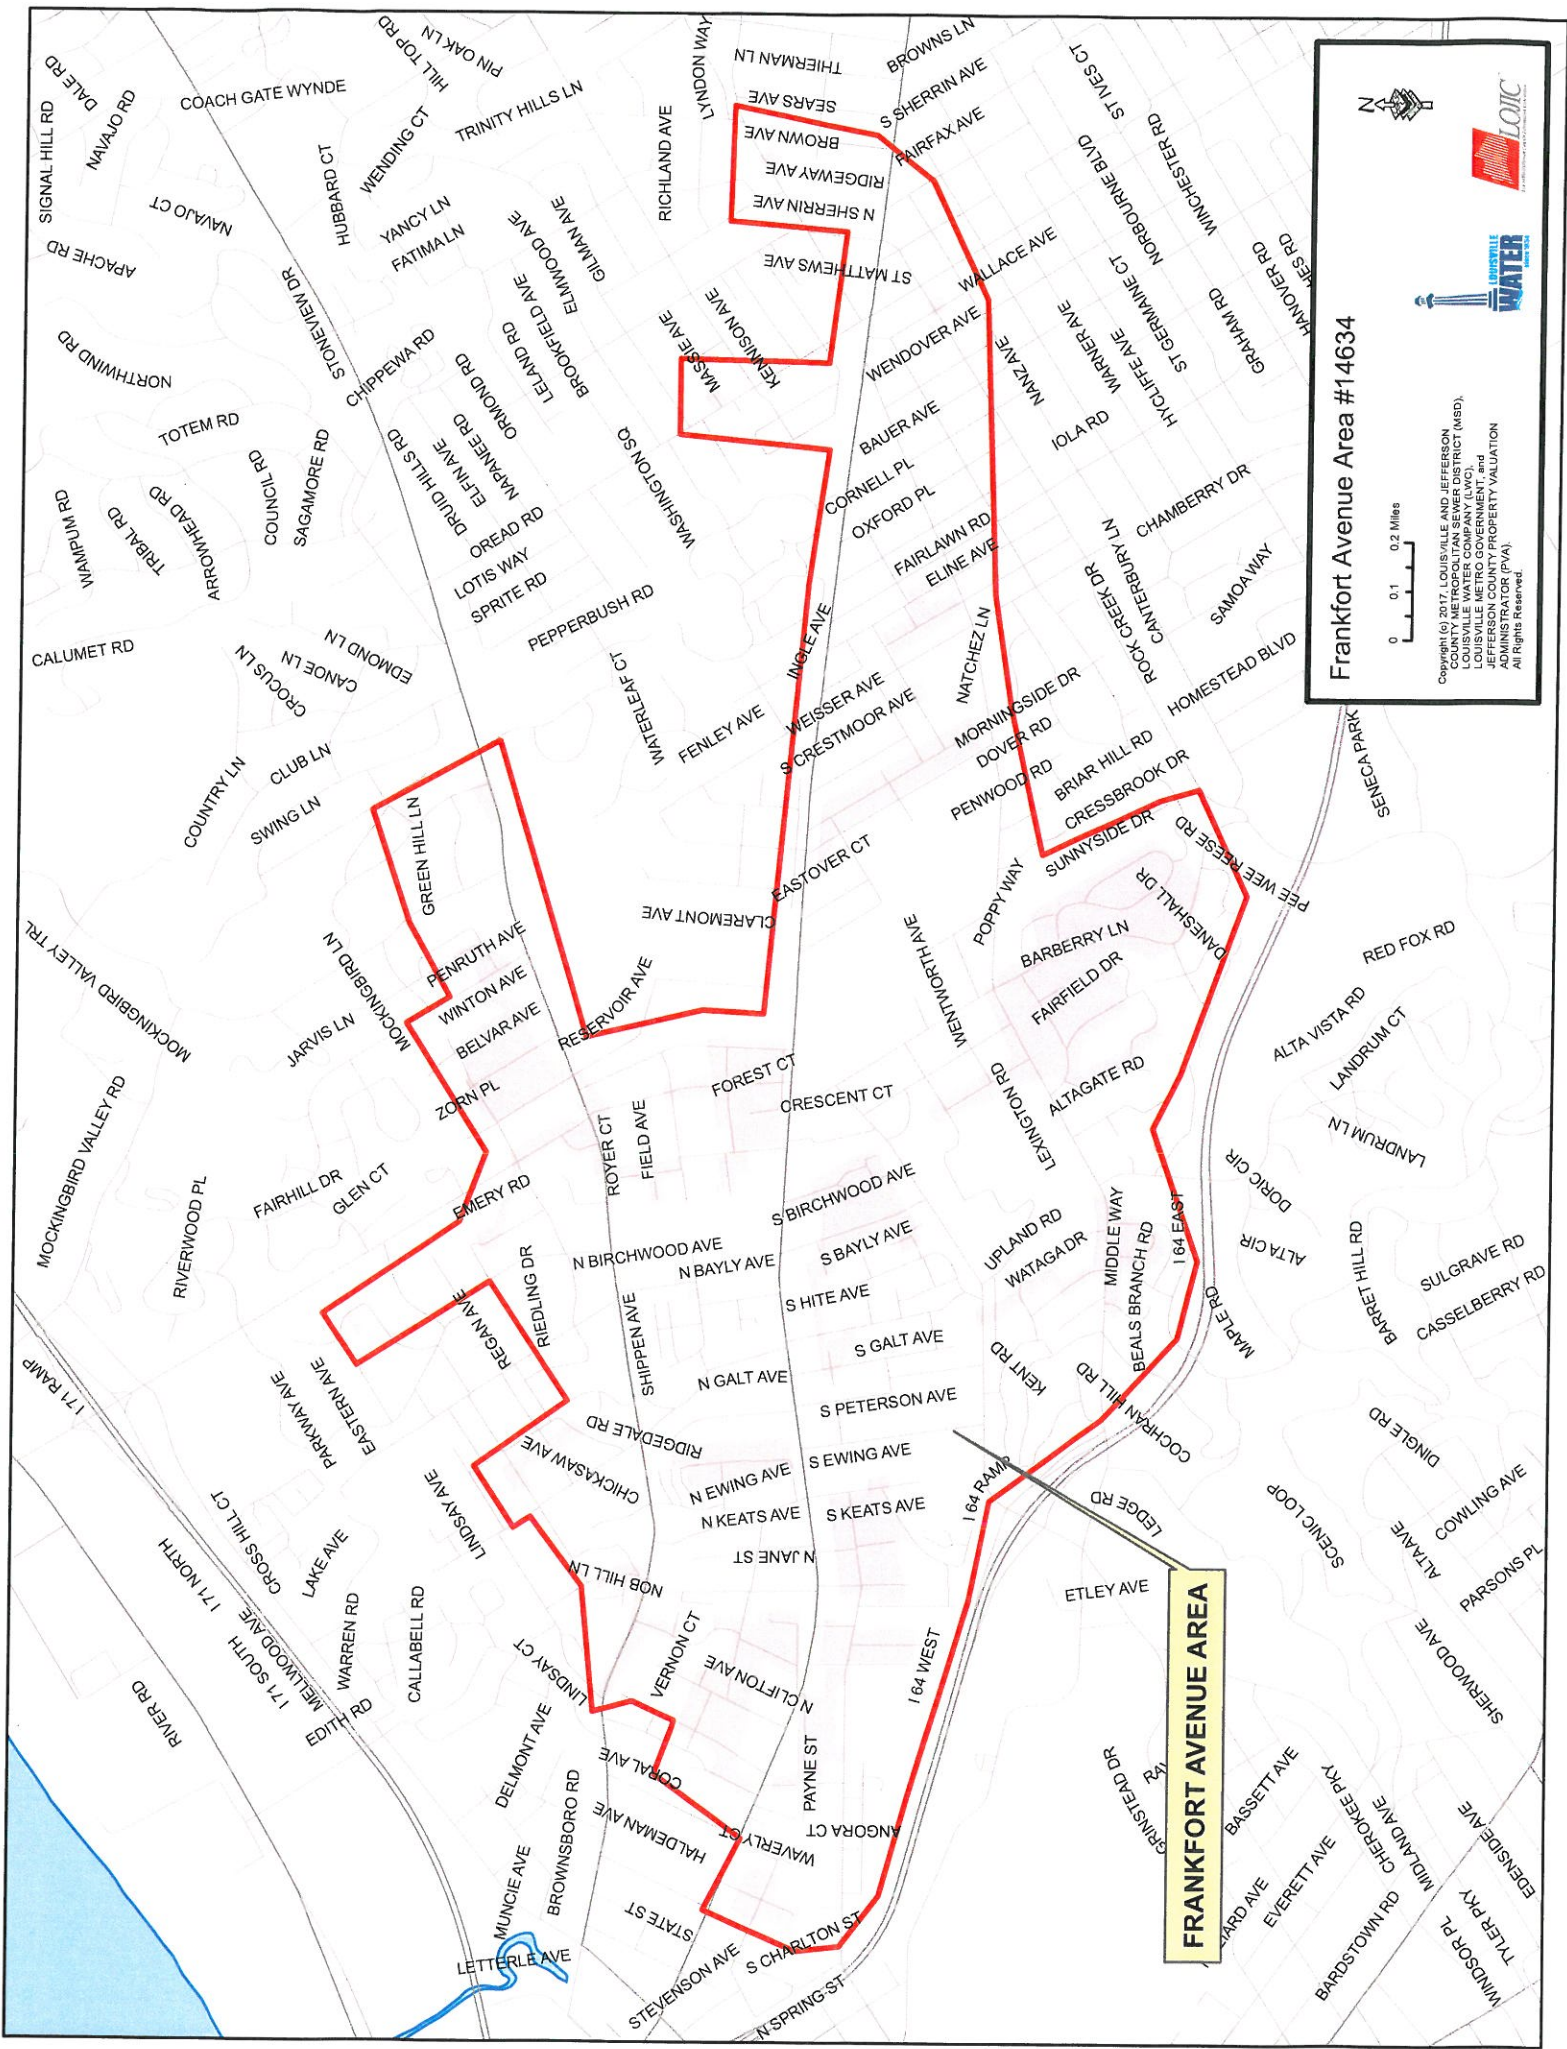 SIGNAL HILL RD
DALE RD
NAVAJO RD
COACH GATE WYNDE
HILL TOP RD
PIN OAK LN
LYNDON WAY
THIERMAN LN
BROWNS LN
APACHE RD
NAVAJO CT
HUBBARD CT
WENDING CT
TRINITY HILLS LN
RICHLAND AVE
SEARS AVE
BROWN AVE
S SHERRIN AVE
ST IVES CT
YANCY LN
FATIMA LN
RIDGEWAY AVE
FAIRFAX AVE
NORBOURNE BLVD
WINCHESTER RD
NORTHWIND RD
STONEVIEW DR
ELMWOOD AVE
GILMAN AVE
N SHERRIN AVE
ST MATTHEWS AVE
WALLACE AVE
HANOVER RD
TOTEM RD
CHIPPEWA RD
ORMOND RD
LELAND RD
BROOKFIELD AVE
MASSIE AVE
KENNISON AVE
WENDOVER AVE
NANZ AVE
WARNER AVE
HYCLIFFE AVE
ST GERMAINE CT
GRAHAM RD
WAMPUM RD
TRIBAL RD
ARROWHEAD RD
COUNCIL RD
SAGAMORE RD
DRUID HILLS RD
ELFIN AVE
NAPANEE RD
WASHINGTON SQ
BAUER AVE
CORNELL PL
OXFORD PL
IOLA RD
CHAMBERRY DR
OREAD RD
LOTIS WAY
SPRITE RD
PEPPERBUSH RD
FAIRLAWN RD
ELINE AVE
CANTERBURY LN
ROCK CREEK DR
SAMOA WAY
CALUMET RD
CROCUS LN
CANOE LN
EDMOND LN
WATERLEAF CT
INGLE AVE
NATCHEZ LN
HOMESTEAD BLVD
COUNTRY LN
CLUB LN
SWING LN
GREEN HILL LN
FENLEY AVE
WEISSER AVE
S CRESTMOOR AVE
MORNINGSIDE DR
DOVER RD
PENWOOD RD
BRIAR HILL RD
CRESSBROOK DR
SENECA PARK
MOCKINGBIRD VALLEY TRL
MOCKINGBIRD LN
PENRUTH AVE
CLAREMONT AVE
EASTOVER CT
POPPY WAY
SUNNYSIDE DR
PEE WEE REESE RD
DANESHALL DR
JARVIS LN
WINTON AVE
BELVAR AVE
RESERVOIR AVE
WENTWORTH AVE
BARBERRY LN
FAIRFIELD DR
RED FOX RD
MOCKINGBIRD VALLEY RD
ZORN PL
FOREST CT
CRESCENT CT
LEXINGTON RD
ALTAGATE RD
ALTA VISTA RD
LANDRUM CT
LANDRUM LN
RIVERWOOD PL
FAIRHILL DR
GLEN CT
EMERY RD
ROYER CT
FIELD AVE
S BIRCHWOOD AVE
MIDDLE WAY
I 64 EAST
DORIC CIR
ALTA CIR
I 71 RAMP
REGAN AVE
RIEDLING DR
N BIRCHWOOD AVE
N BAYLY AVE
S BAYLY AVE
S HITE AVE
UPLAND RD
WATAGA DR
BEALS BRANCH RD
MAPLE RD
BARRET HILL RD
SULGRAVE RD
CASSELBERRY RD
PARKWAY AVE
EASTERN AVE
SHIPPEN AVE
N GALT AVE
S GALT AVE
KENT RD
COCHRAN HILL RD
LINDSAY AVE
CHICKASAW AVE
RIDGEDALE RD
N EWING AVE
S PETERSON AVE
S EWING AVE
I 64 RAMP
LEDGE RD
DINGLE RD
I 71 NORTH
CROSS HILL CT
LAKE AVE
N KEATS AVE
S KEATS AVE
N JANE ST
ETLEY AVE
SCENIC LOOP
ALTA AVE
COWLING AVE
PARSONS PL
RIVER RD
I 71 SOUTH
MELLWOOD AVE
WARREN RD
CALLABELL RD
NOB HILL LN
EDITH RD
LINDSAY CT
VERNON CT
N CLIFTON AVE
I 64 WEST
SHERWOOD AVE
DELMONT AVE
CORAL AVE
PAYNE ST
GRINSTEAD DR
BASSETT AVE
CHEROKEE PKY
MIDLAND AVE
EDENSIDE AVE
BROWNSBORO RD
HALDEMAN AVE
WAVERLY CT
ANGORA CT
EVERETT AVE
MUNCIE AVE
STATE ST
BARDSTOWN RD
TYLER PKY
WINDSOR PL
LETTERLE AVE
STEVENSON AVE
S CHARLTON ST
N SPRING ST
FRANKFORT AVENUE AREA
Frankfort Avenue Area #14634
N
0 0.1 0.2 Miles
Copyright (c) 2017, LOUISVILLE AND JEFFERSON
COUNTY METROPOLITAN SEWER DISTRICT (MSD),
LOUISVILLE WATER COMPANY (LWC),
LOUISVILLE METRO GOVERNMENT, and
JEFFERSON COUNTY PROPERTY VALUATION
ADMINISTRATOR (PVA).
All Rights Reserved.
LOUISVILLE
WATER
LOJIC